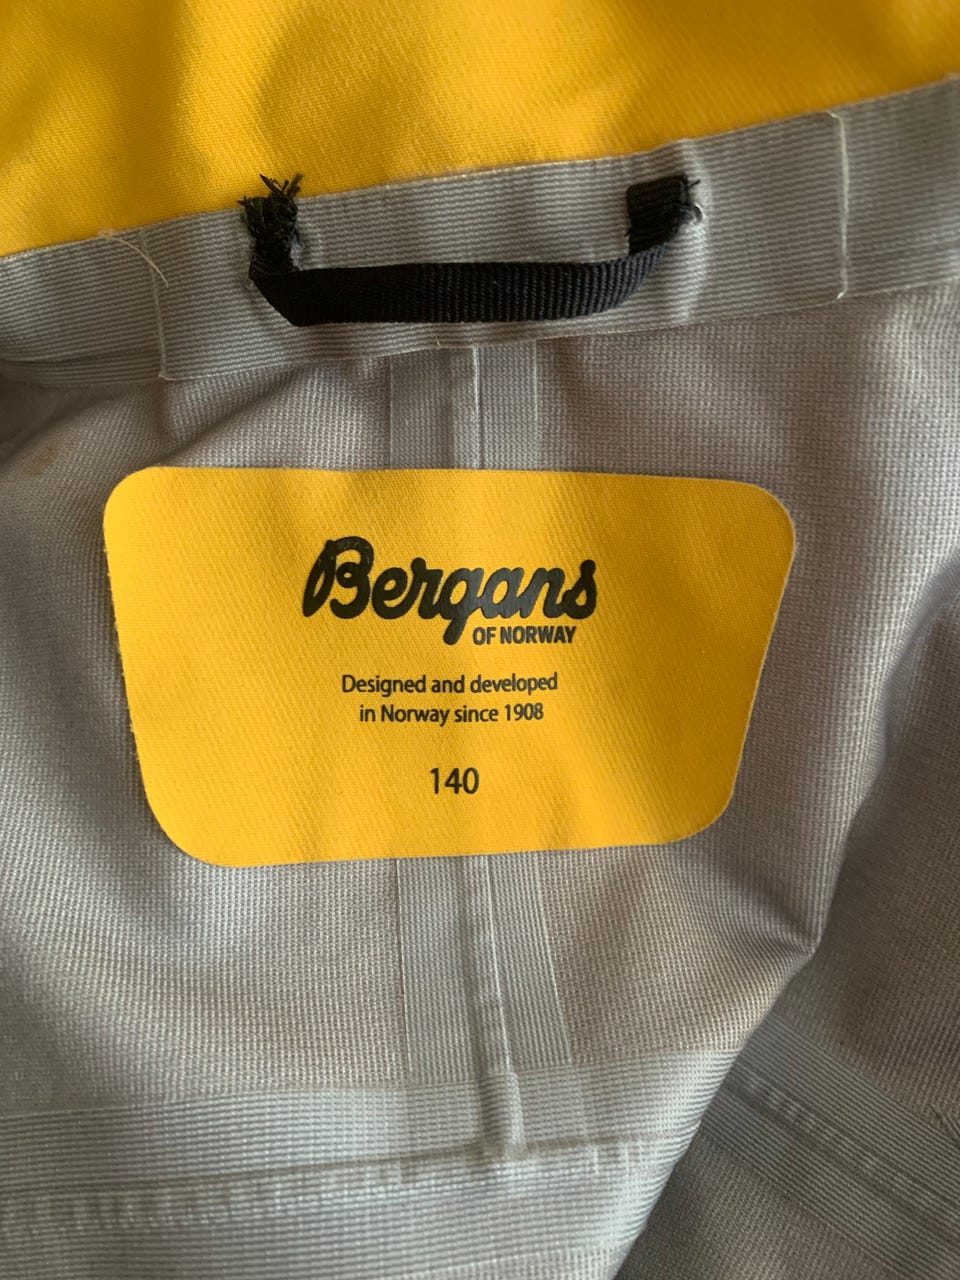 Bergans
OF NORWAY
Designed and developed
in Norway since 1908
140